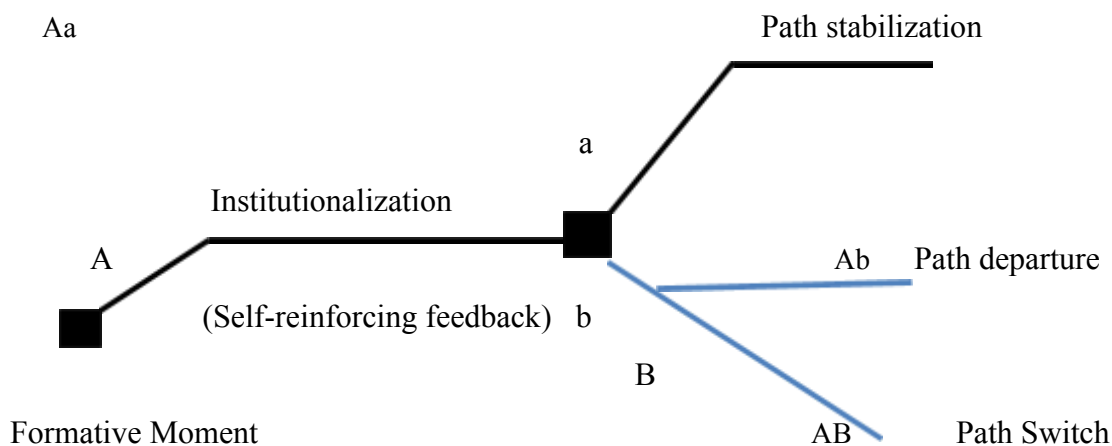 Aa
Path stabilization
a
Institutionalization
A
Ab
Path departure
(Self-reinforcing feedback)
b
B
Formative Moment
AB
Path Switch